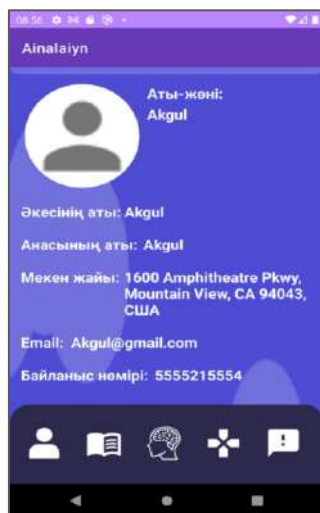 08:56
Ainalaiyn
Аты-жөні:
Akgul
Әкесінің аты: Akgul
Анасының аты: Akgul
Мекен жайы: 1600 Amphitheatre Pkwy,
Mountain View, CA 94043,
США
Email: Akgul@gmail.com
Байланыс нөмірі: 5555215554